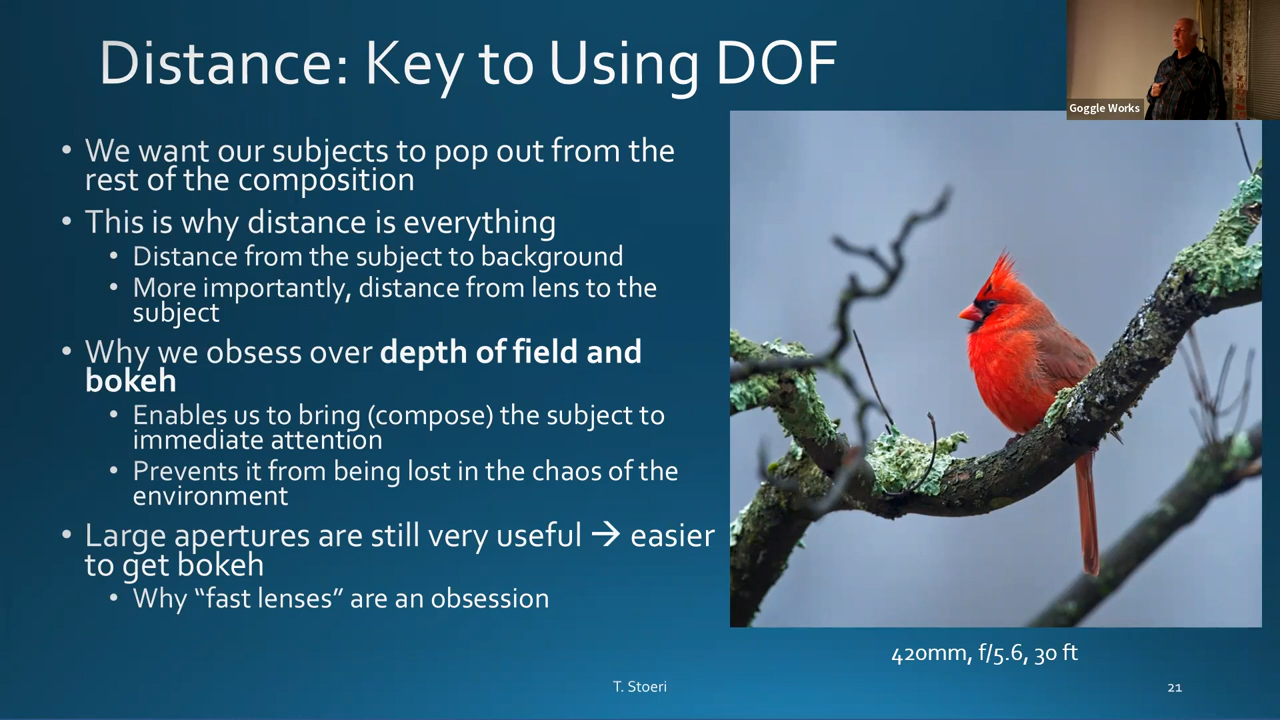 Distance: Key to Using DOF
Goggle Works
• We want our subjects to pop out from the
rest of the composition
• This is why distance is everything
• Distance from the subject to background
• More importantly, distance from lens to the
subject
• Why we obsess over depth of field and
bokeh
• Enables us to bring (compose) the subject to
immediate attention
• Prevents it from being lost in the chaos of the
environment
• Large apertures are still very useful → easier
to get bokeh
• Why “fast lenses” are an obsession
420mm, f/5.6, 30 ft
T. Stoeri
21